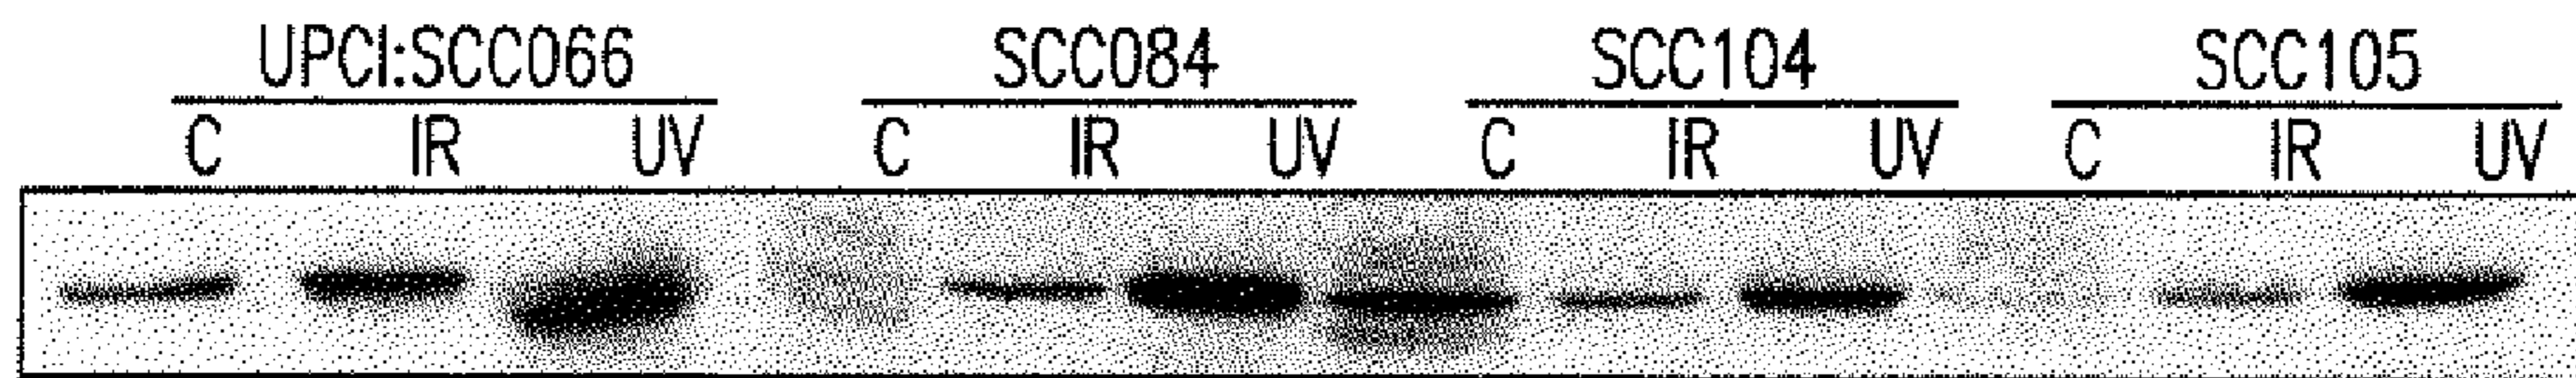 UPCI:SCC066 SCC084 SCC104 SCC105
C IR UV C IR UV C IR UV C IR UV